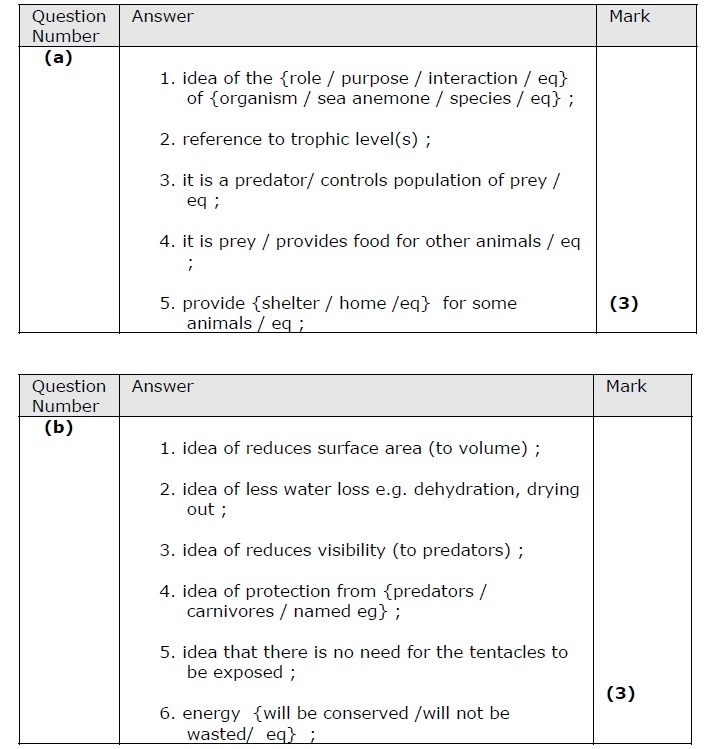 Question Answer Mark
Number
(a)
1. idea of the {role / purpose / interaction / eq}
of {organism / sea anemone / species / eq} ;
2. reference to trophic level(s) ;
3. it is a predator/ controls population of prey /
eq ;
4. it is prey / provides food for other animals / eq
;
5. provide {shelter / home /eq}  for some (3)
animals / eq ;
Question Answer Mark
Number
(b)
1. idea of reduces surface area (to volume) ;
2. idea of less water loss e.g. dehydration, drying
out ;
3. idea of reduces visibility (to predators) ;
4. idea of protection from {predators /
carnivores / named eg} ;
5. idea that there is no need for the tentacles to
be exposed ;
(3)
6. energy  {will be conserved /will not be
wasted/  eq}  ;